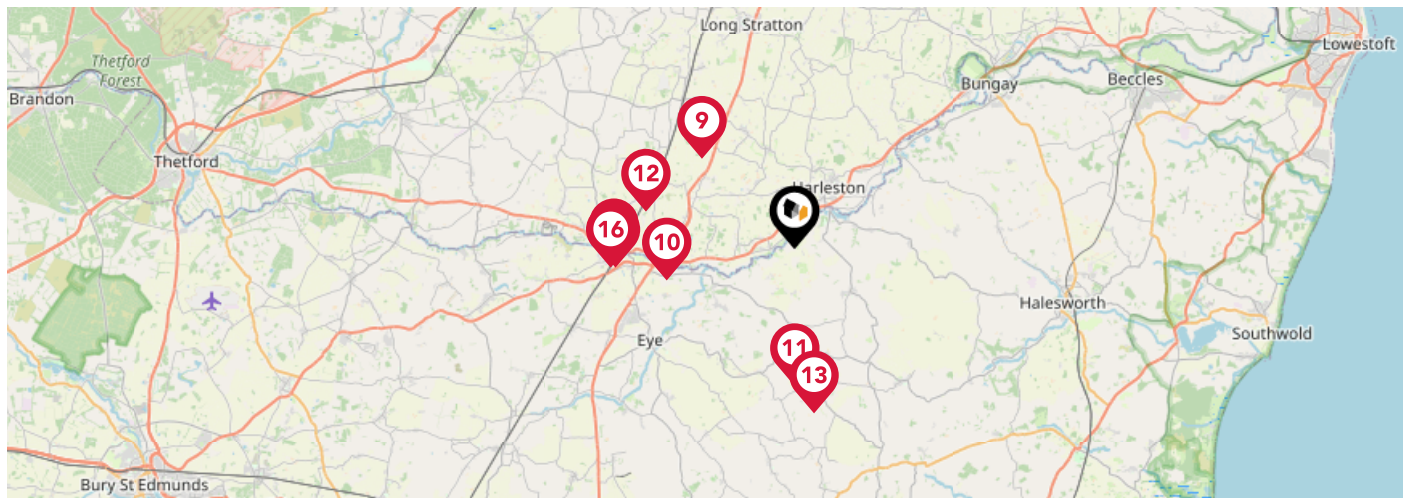 Long Stratton
Lowestoft
Thetford
Forest
Bungay
Beccles
Brandon
9
Thetford
12
Harleston
16
10
Halesworth
Southwold
Eye
11
13
Bury St Edmunds